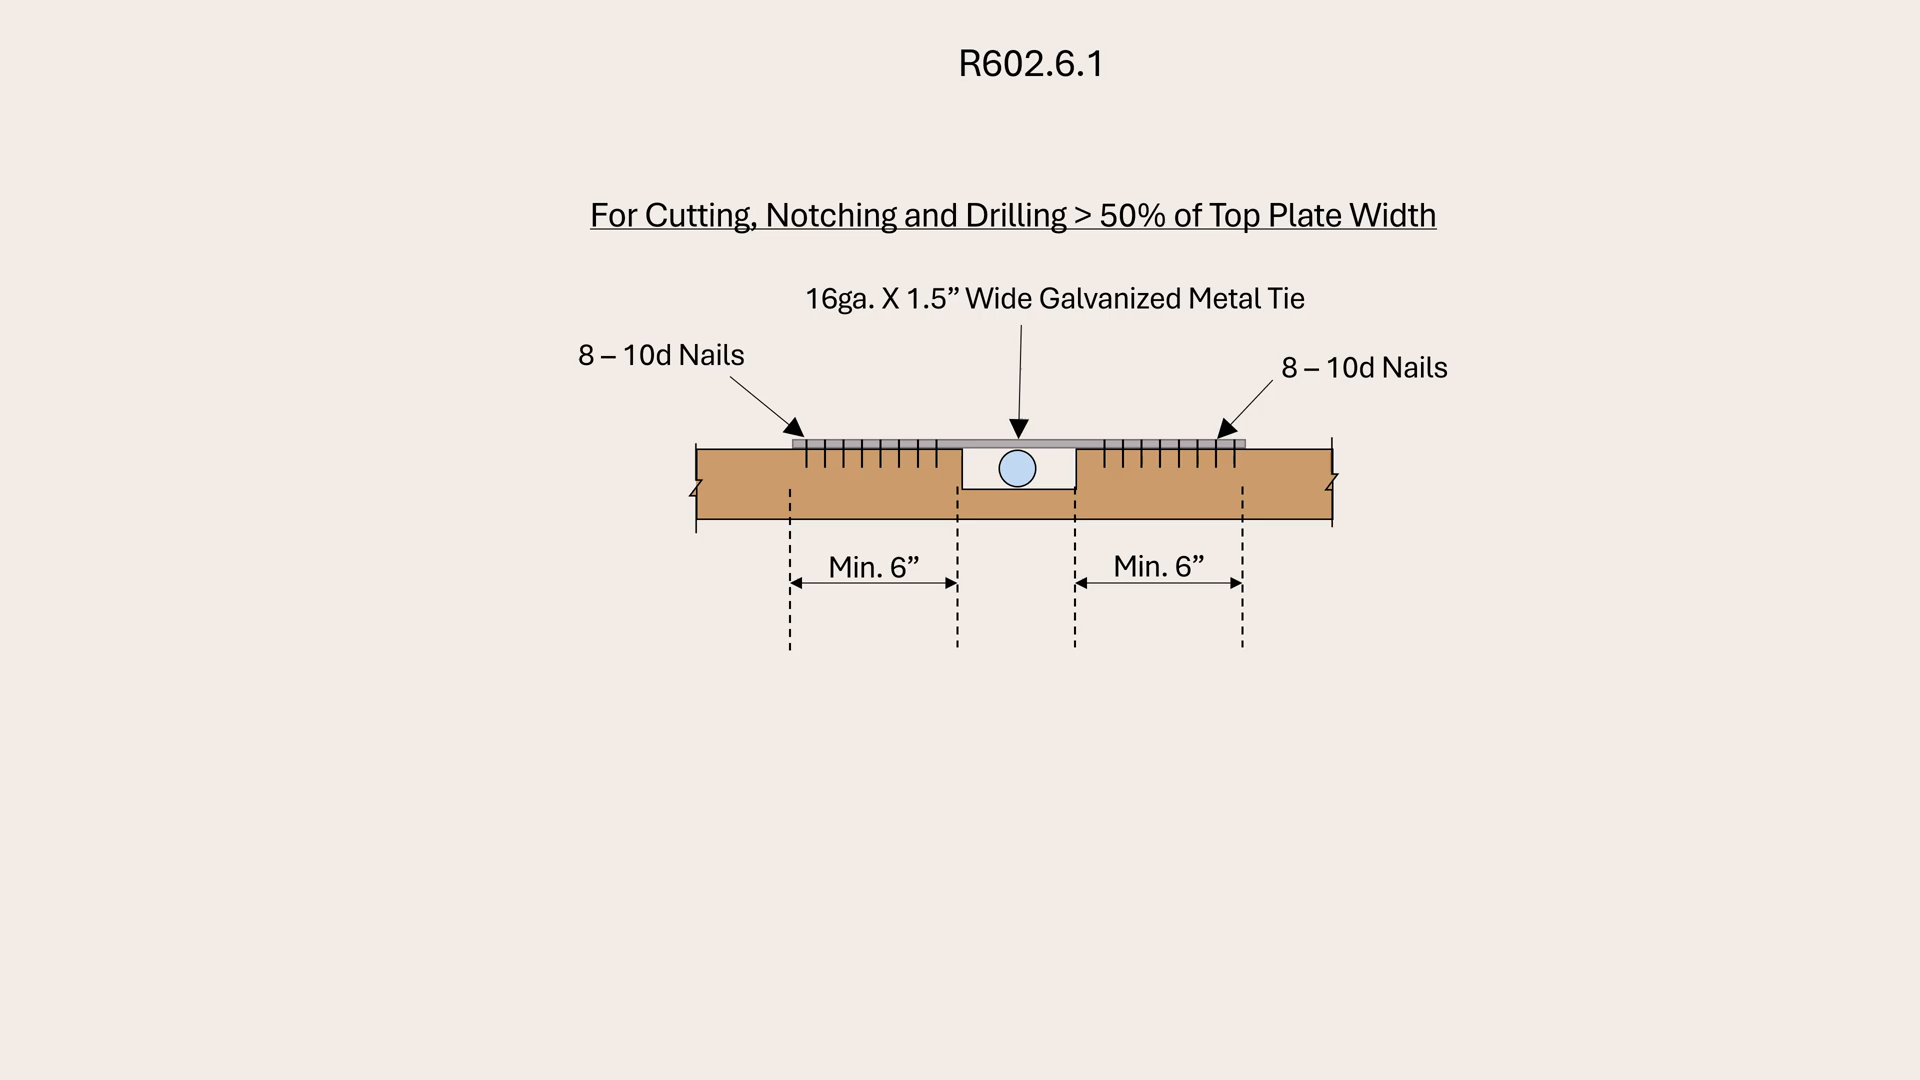 R602.6.1
For Cutting, Notching and Drilling > 50% of Top Plate Width
16ga. X 1.5” Wide Galvanized Metal Tie
8 – 10d Nails
8 – 10d Nails
Min. 6”
Min. 6”